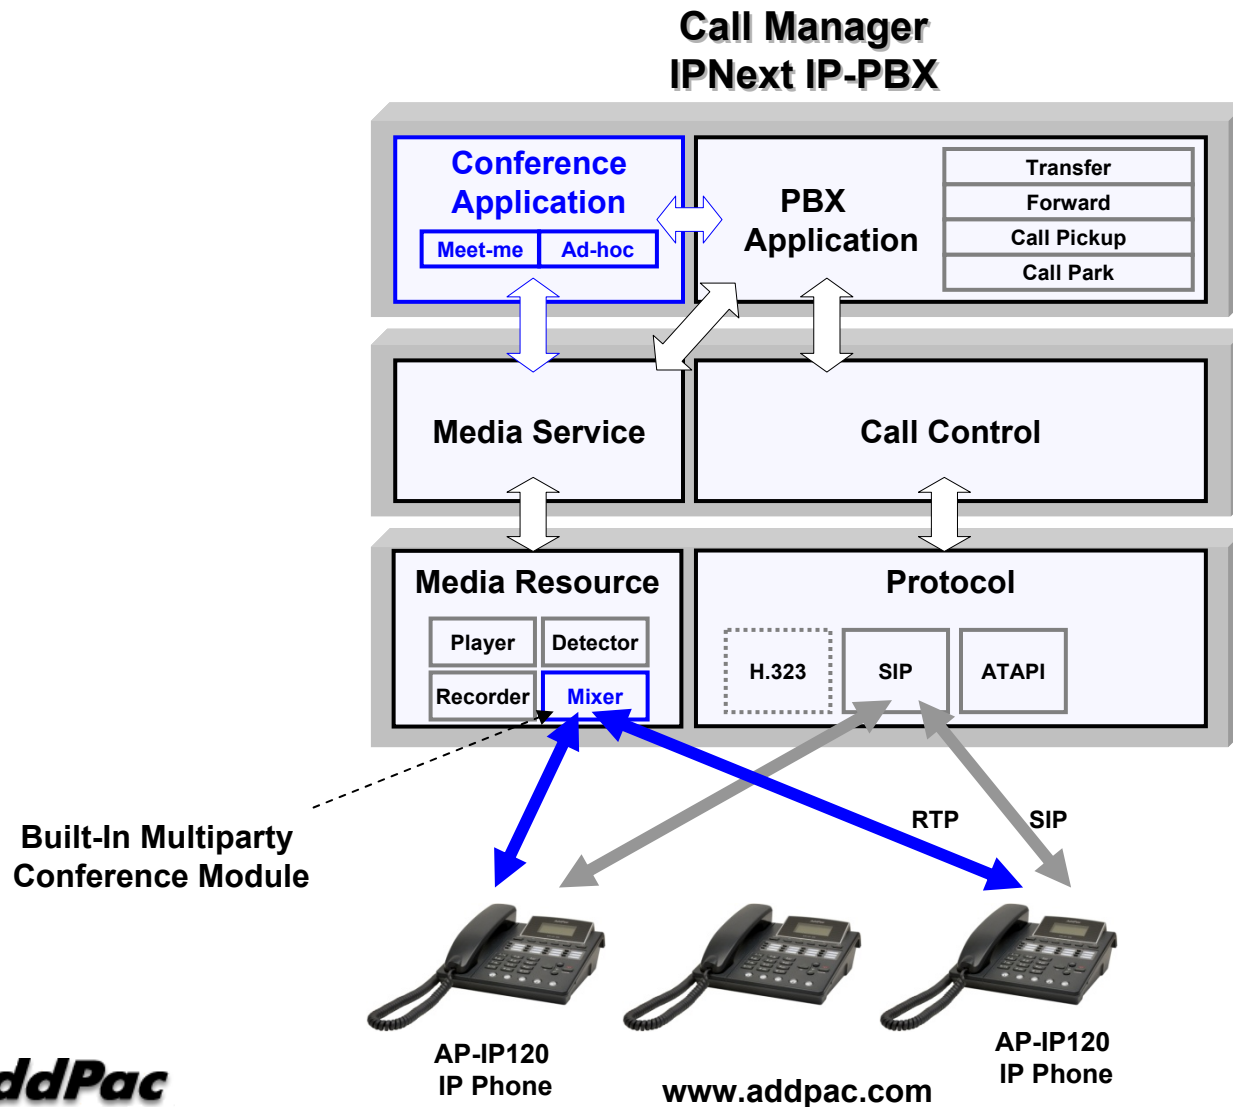 Call Manager
IPNext IP-PBX
Conference
Application
Meet-me
Ad-hoc
PBX
Application
Transfer
Forward
Call Pickup
Call Park
Media Service
Call Control
Media Resource
Player
Detector
Recorder
Mixer
Protocol
H.323
SIP
ATAPI
RTP
SIP
Built-In Multiparty
Conference Module
AP-IP120
IP Phone
AP-IP120
IP Phone
ddPac
www.addpac.com